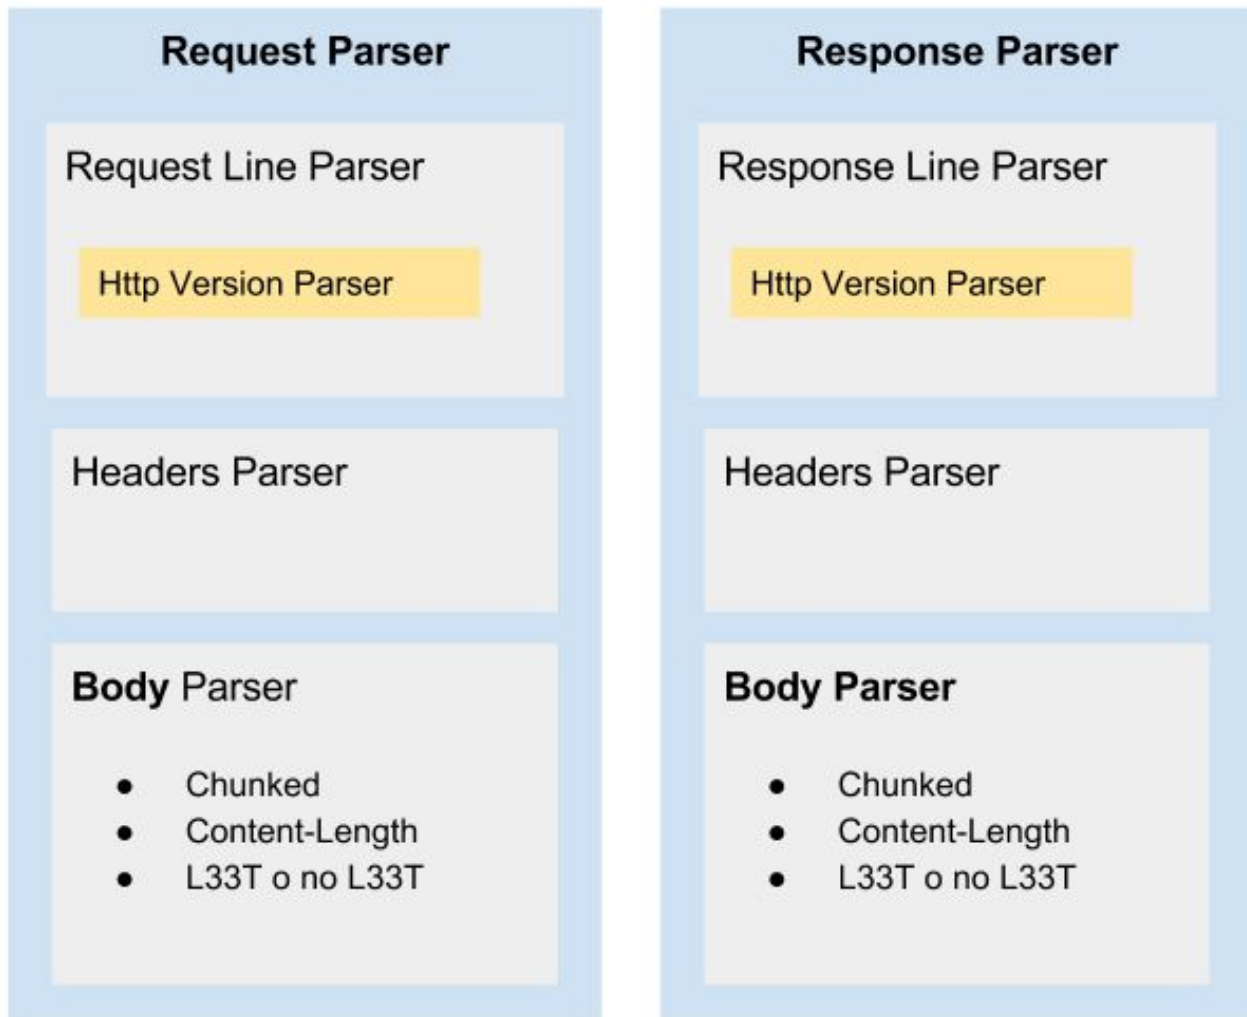 Request Parser
Request Line Parser
Http Version Parser
Headers Parser
Body Parser
● Chunked
● Content-Length
● L33T o no L33T
Response Parser
Response Line Parser
Http Version Parser
Headers Parser
Body Parser
● Chunked
● Content-Length
● L33T o no L33T